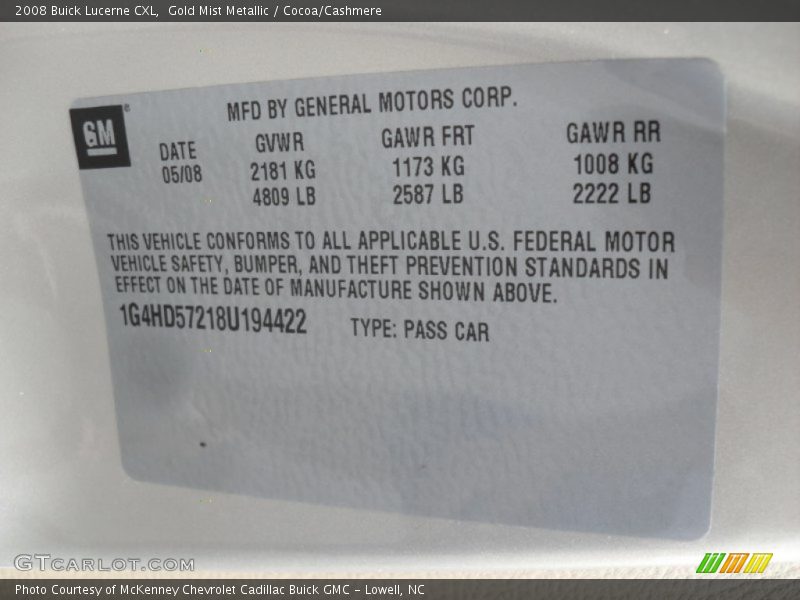 2008 Buick Lucerne CXL,  Gold Mist Metallic / Cocoa/Cashmere
MFD BY GENERAL MOTORS CORP.
GM®
DATE GVWR GAWR FRT GAWR RR
05/08 2181 KG 1173 KG 1008 KG
4809 LB 2587 LB 2222 LB
THIS VEHICLE CONFORMS TO ALL APPLICABLE U.S. FEDERAL MOTOR
VEHICLE SAFETY, BUMPER, AND THEFT PREVENTION STANDARDS IN
EFFECT ON THE DATE OF MANUFACTURE SHOWN ABOVE.
1G4HD57218U194422 TYPE: PASS CAR
GTCARLOT.COM
Photo Courtesy of McKenney Chevrolet Cadillac Buick GMC – Lowell, NC